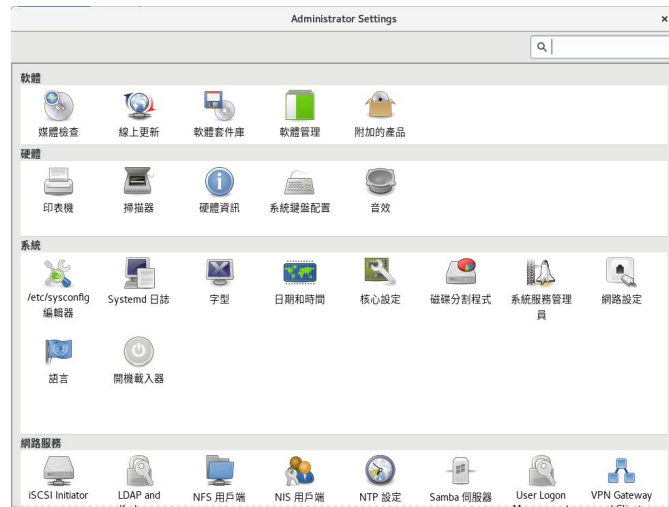 Administrator Settings
軟體
媒體檢查 線上更新 軟體套件庫 軟體管理 附加的產品
硬體
印表機 掃描器 硬體資訊 系統鍵盤配置 音效
系統
/etc/sysconfig Systemd 日誌 字型 日期和時間 核心設定 磁碟分割程式 系統服務管理 網路設定
編輯器 員
語言 開機載入器
網路服務
iSCSI Initiator LDAP and NFS 用戶端 NIS 用戶端 NTP 設定 Samba 伺服器 User Logon VPN Gateway